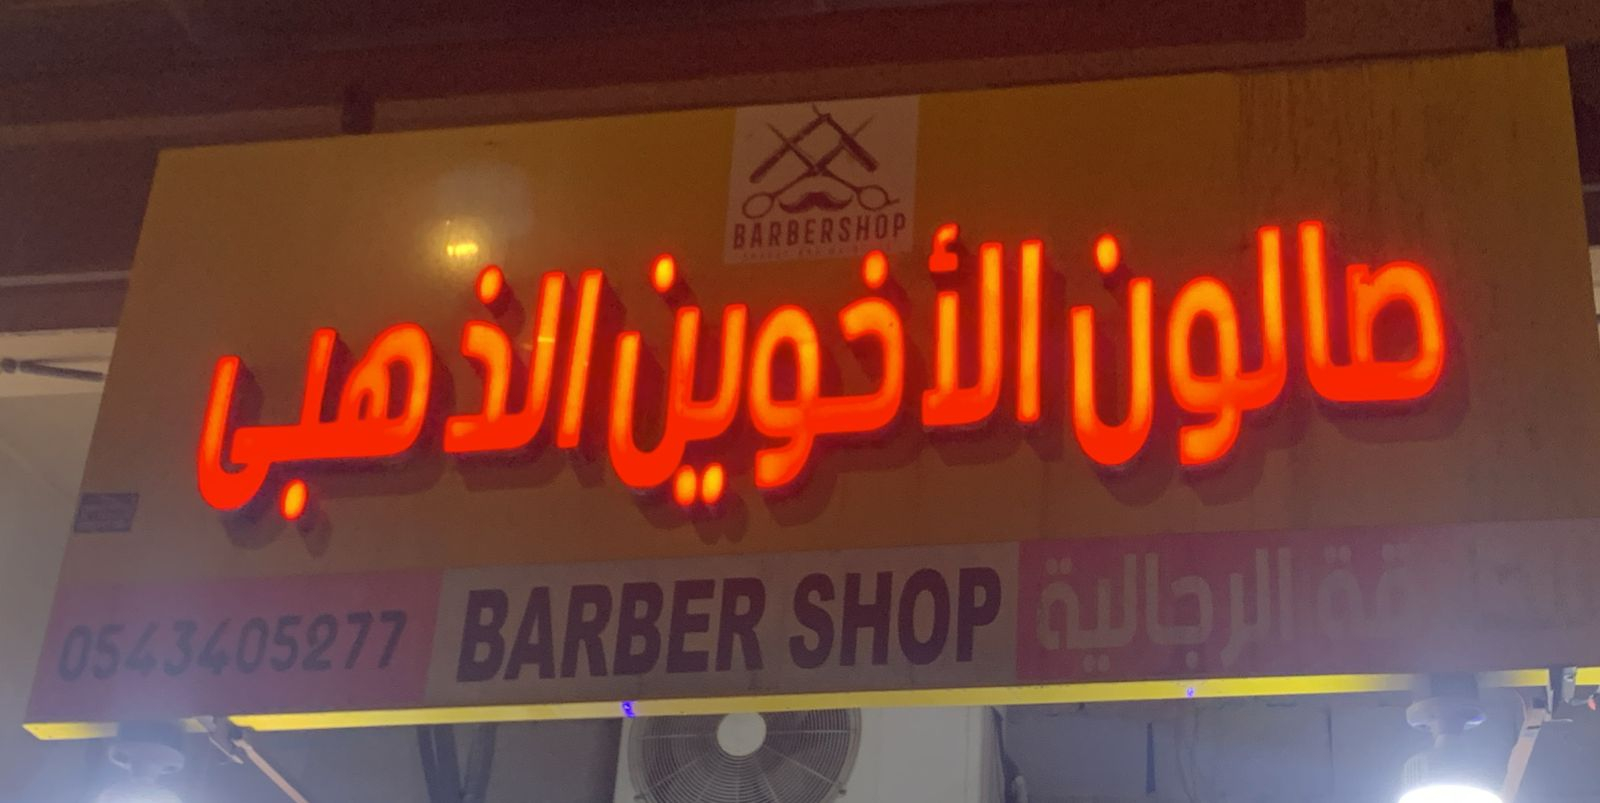 BARBERSHOP
صالون الأخوين الذهبي
الرجالية
BARBER SHOP
0543405277